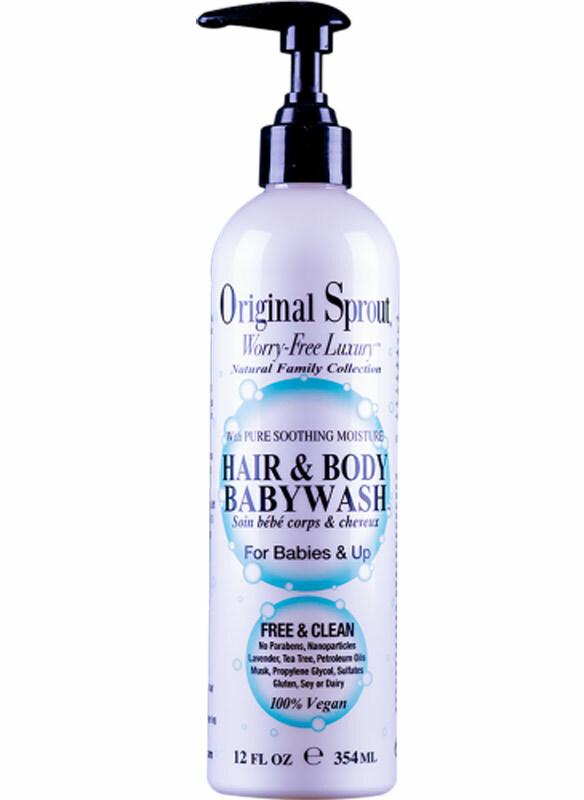 Original Sprout
Worry-Free Luxury™
Natural Family Collection
With PURE SOOTHING MOISTURE
HAIR & BODY
BABYWASH
Soin bébé corps & cheveux
For Babies & Up
FREE & CLEAN
No Parabens, Nanoparticles
Lavender, Tea Tree, Petroleum Oils
Musk, Propylene Glycol, Sulfates
Gluten, Soy or Dairy
100% Vegan
12 FL OZ ℮ 354 ML